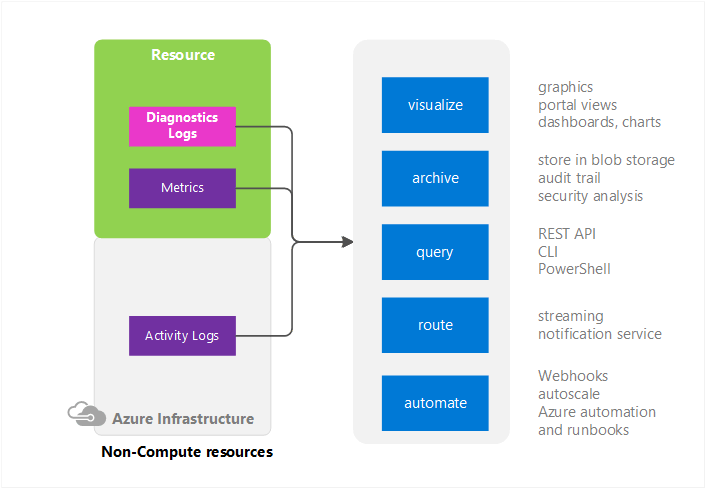 Resource
Diagnostics
Logs
Metrics
Activity Logs
Azure Infrastructure
Non-Compute resources
visualize
graphics
portal views
dashboards, charts
archive
store in blob storage
audit trail
security analysis
query
REST API
CLI
PowerShell
route
streaming
notification service
automate
Webhooks
autoscale
Azure automation
and runbooks